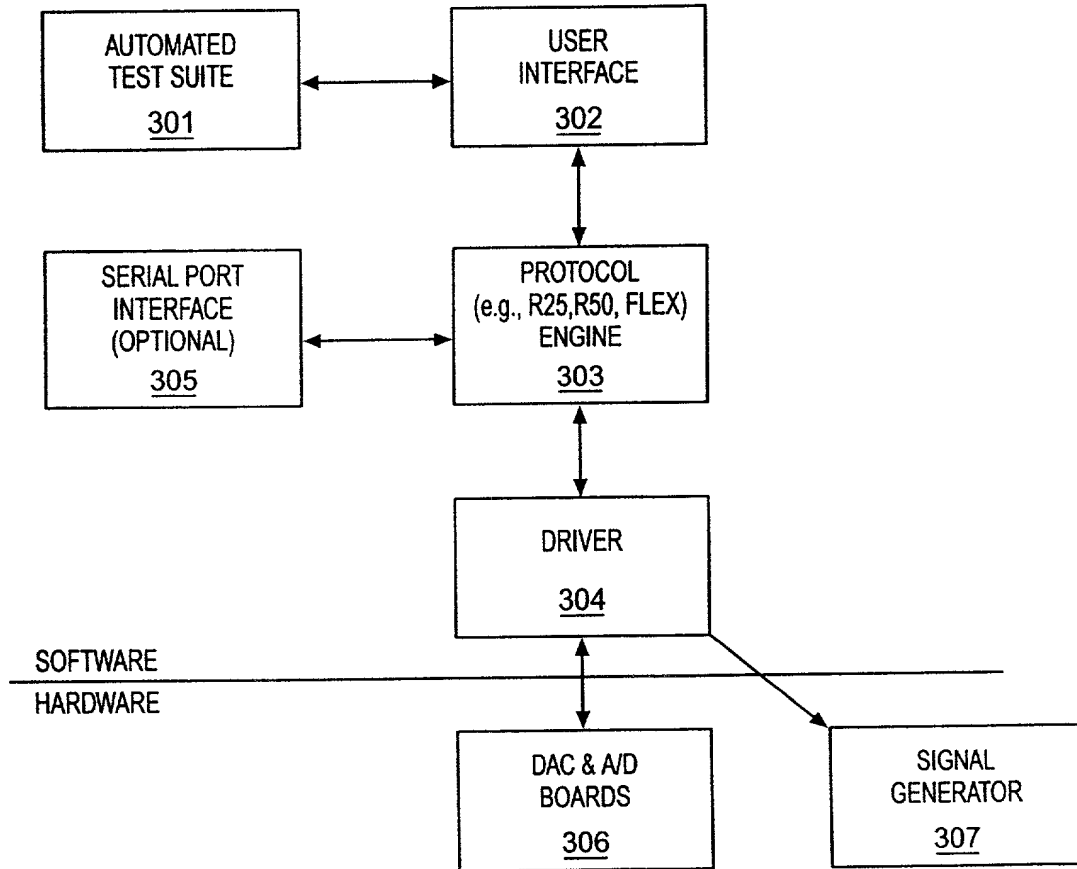 AUTOMATED
TEST SUITE
301
USER
INTERFACE
302
SERIAL PORT
INTERFACE
(OPTIONAL)
305
PROTOCOL
(e.g., R25,R50, FLEX)
ENGINE
303
DRIVER
304
SOFTWARE
HARDWARE
DAC & A/D
BOARDS
306
SIGNAL
GENERATOR
307